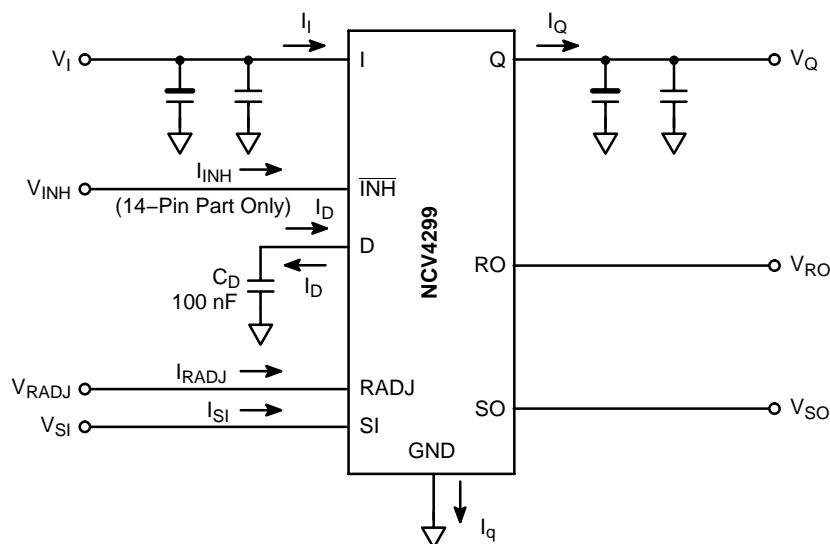 I_I
I_Q
V_I
I
Q
V_Q
I_INH
V_INH
INH
(14−Pin Part Only)
I_D
D
NCV4299
RO
V_RO
C_D
100 nF
I_D
I_RADJ
V_RADJ
RADJ
I_SI
SO
V_SO
V_SI
SI
GND
I_q